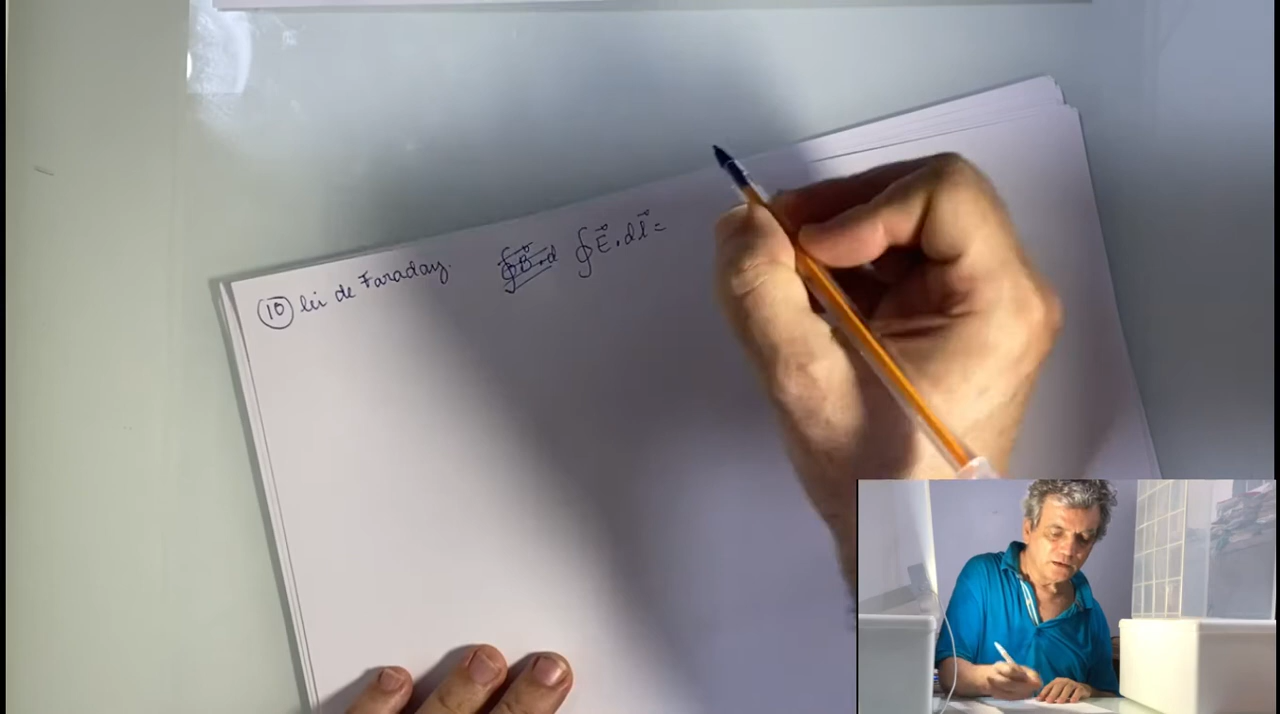 ⑩ lei de Faraday. ∮B⃗.d ∮E⃗.dl⃗=